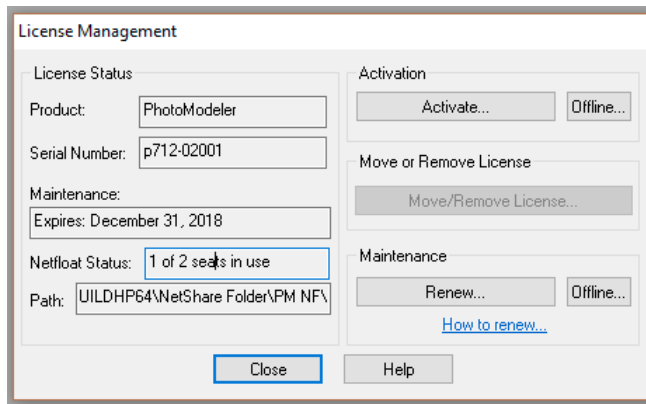 License Management
License Status
Product: PhotoModeler
Serial Number: p712-02001
Maintenance:
Expires: December 31, 2018
Netfloat Status: 1 of 2 seats in use
Path: UILDHP64\NetShare Folder\PM NF\
Activation
Activate... Offline...
Move or Remove License
Move/Remove License...
Maintenance
Renew... Offline...
How to renew...
Close Help